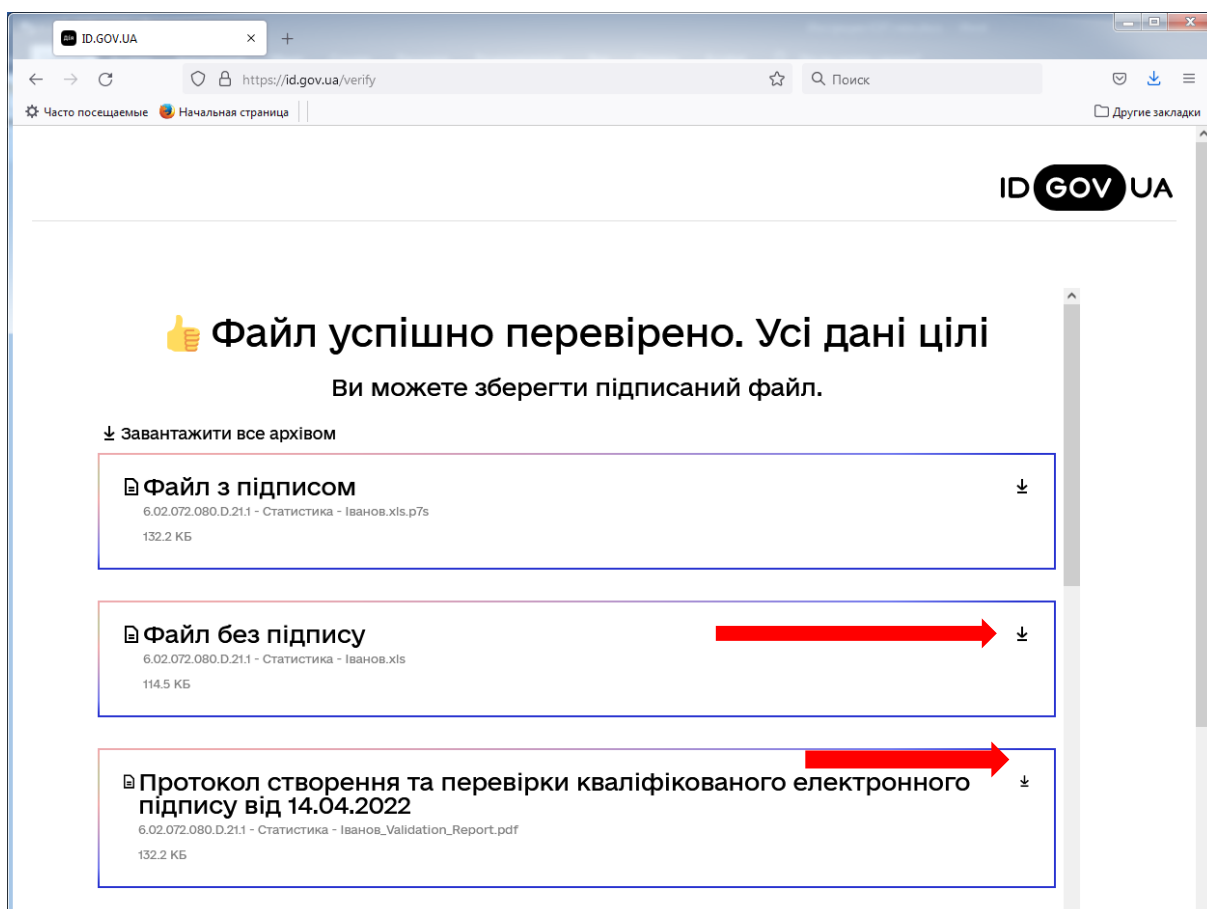 Дія ID.GOV.UA
https://id.gov.ua/verify
Поиск
Часто посещаемые
Начальная страница
Другие закладки
ID GOV UA
Файл успішно перевірено. Усі дані цілі
Ви можете зберегти підписаний файл.
Завантажити все архівом
Файл з підписом
6.02.072.080.D.21.1 - Статистика - Іванов.xls.p7s
132.2 КБ
Файл без підпису
6.02.072.080.D.21.1 - Статистика - Іванов.xls
114.5 КБ
Протокол створення та перевірки кваліфікованого електронного
підпису від 14.04.2022
6.02.072.080.D.21.1 - Статистика - Іванов_Validation_Report.pdf
132.2 КБ